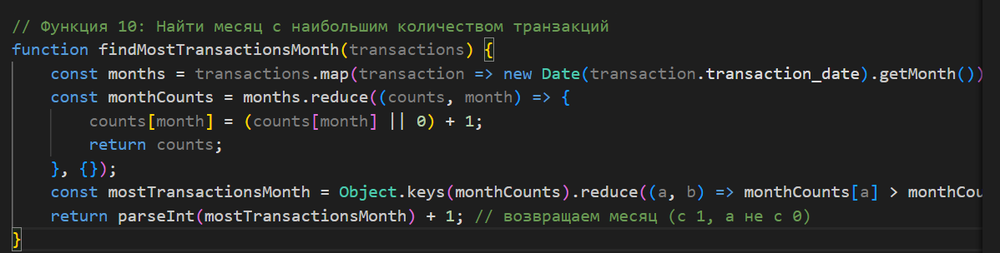 // Функция 10: Найти месяц с наибольшим количеством транзакций
function findMostTransactionsMonth(transactions) {
    const months = transactions.map(transaction => new Date(transaction.transaction_date).getMonth())
    const monthCounts = months.reduce((counts, month) => {
        counts[month] = (counts[month] || 0) + 1;
        return counts;
    }, {});
    const mostTransactionsMonth = Object.keys(monthCounts).reduce((a, b) => monthCounts[a] > monthCou
    return parseInt(mostTransactionsMonth) + 1; // возвращаем месяц (с 1, а не с 0)
}